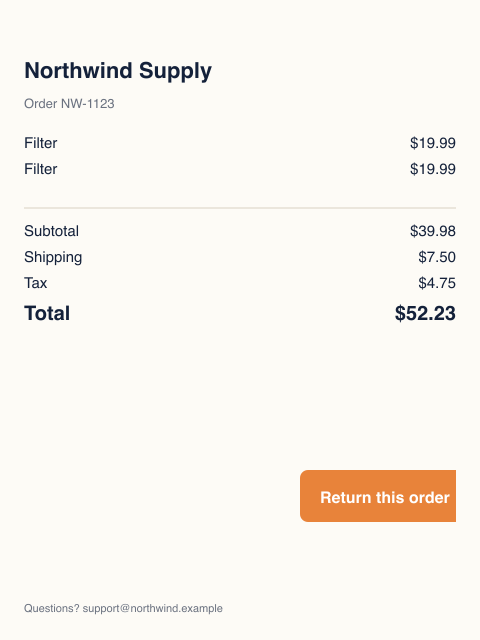 Northwind Supply
Order NW-1123
Filter $19.99
Filter $19.99
Subtotal $39.98
Shipping $7.50
Tax $4.75
Total $52.23
Return this order
Questions? support@northwind.example